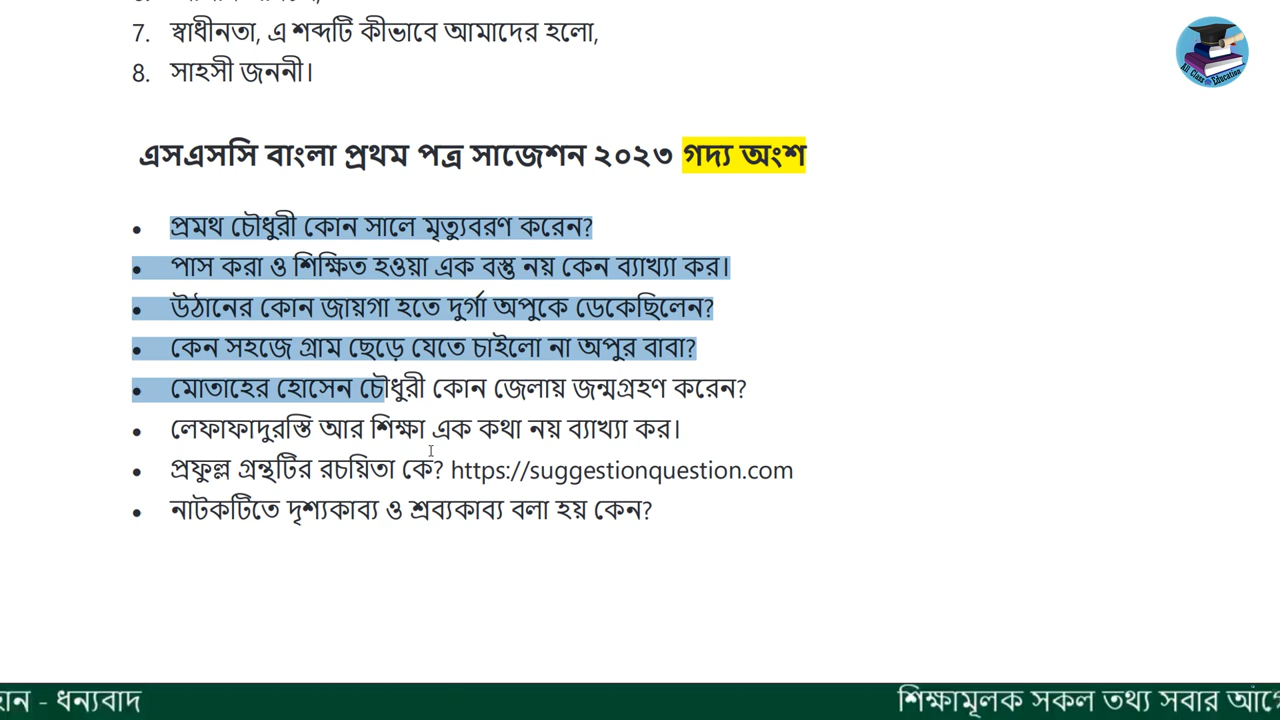 7. স্বাধীনতা, এ শব্দটি কীভাবে আমাদের হলো,
8. সাহসী জননী।
All Class Education
এসএসসি বাংলা প্রথম পত্র সাজেশন ২০২৩ গদ্য অংশ
• প্রমথ চৌধুরী কোন সালে মৃত্যুবরণ করেন?
• পাস করা ও শিক্ষিত হওয়া এক বস্তু নয় কেন ব্যাখ্যা কর।
• উঠানের কোন জায়গা হতে দুর্গা অপুকে ডেকেছিলেন?
• কেন সহজে গ্রাম ছেড়ে যেতে চাইলো না অপুর বাবা?
• মোতাহের হোসেন চৌধুরী কোন জেলায় জন্মগ্রহণ করেন?
• লেফাফাদুরস্তি আর শিক্ষা এক কথা নয় ব্যাখ্যা কর।
• প্রফুল্ল গ্রন্থটির রচয়িতা কে? https://suggestionquestion.com
• নাটকটিতে দৃশ্যকাব্য ও শ্রব্যকাব্য বলা হয় কেন?
- ধন্যবাদ শিক্ষামূলক সকল তথ্য সবার